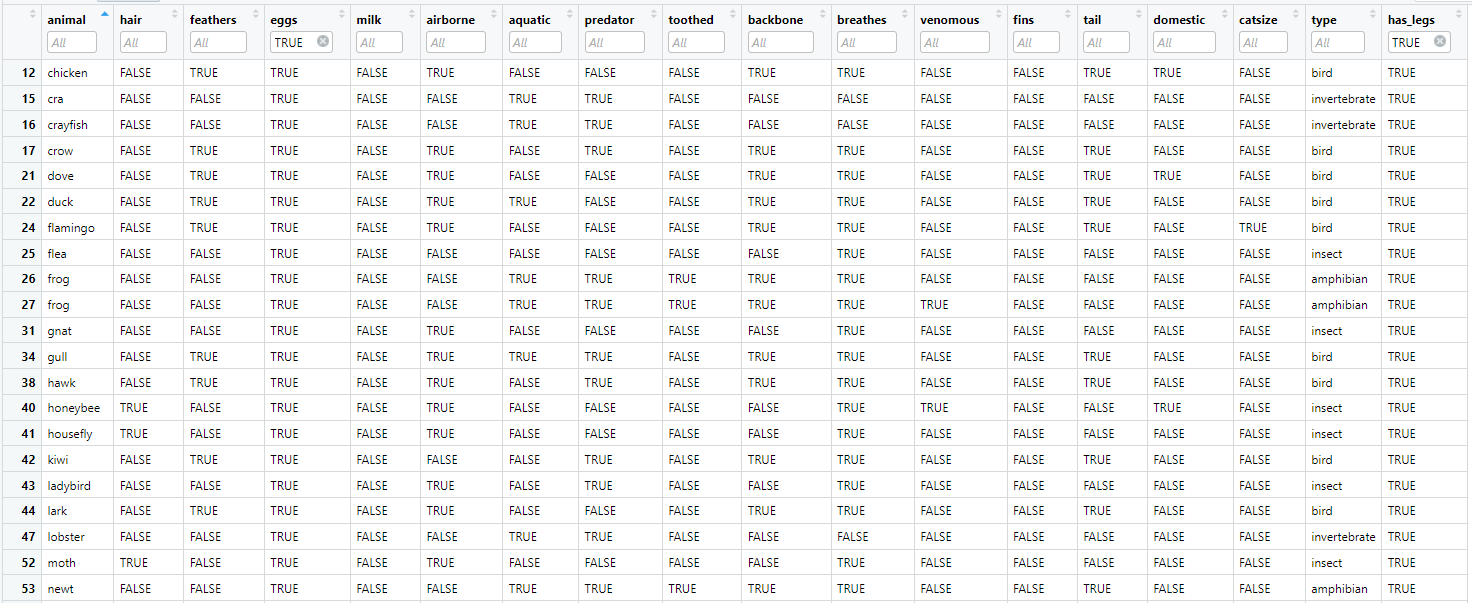 animal hair feathers eggs milk airborne aquatic predator toothed backbone breathes venomous fins tail domestic catsize type has_legs
All All All TRUE All All All All All All All All All All All All All TRUE
12 chicken FALSE TRUE TRUE FALSE TRUE FALSE FALSE FALSE TRUE TRUE FALSE FALSE TRUE TRUE FALSE bird TRUE
15 cra FALSE FALSE TRUE FALSE FALSE TRUE TRUE FALSE FALSE FALSE FALSE FALSE FALSE FALSE FALSE invertebrate TRUE
16 crayfish FALSE FALSE TRUE FALSE FALSE TRUE TRUE FALSE FALSE FALSE FALSE FALSE FALSE FALSE FALSE invertebrate TRUE
17 crow FALSE TRUE TRUE FALSE TRUE FALSE TRUE FALSE TRUE TRUE FALSE FALSE TRUE FALSE FALSE bird TRUE
21 dove FALSE TRUE TRUE FALSE TRUE FALSE FALSE FALSE TRUE TRUE FALSE FALSE TRUE TRUE FALSE bird TRUE
22 duck FALSE TRUE TRUE FALSE TRUE TRUE FALSE FALSE TRUE TRUE FALSE FALSE TRUE FALSE FALSE bird TRUE
24 flamingo FALSE TRUE TRUE FALSE TRUE FALSE FALSE FALSE TRUE TRUE FALSE FALSE TRUE FALSE TRUE bird TRUE
25 flea FALSE FALSE TRUE FALSE FALSE FALSE FALSE FALSE FALSE TRUE FALSE FALSE FALSE FALSE FALSE insect TRUE
26 frog FALSE FALSE TRUE FALSE FALSE TRUE TRUE TRUE TRUE TRUE FALSE FALSE FALSE FALSE FALSE amphibian TRUE
27 frog FALSE FALSE TRUE FALSE FALSE TRUE TRUE TRUE TRUE TRUE TRUE FALSE FALSE FALSE FALSE amphibian TRUE
31 gnat FALSE FALSE TRUE FALSE TRUE FALSE FALSE FALSE FALSE TRUE FALSE FALSE FALSE FALSE FALSE insect TRUE
34 gull FALSE TRUE TRUE FALSE TRUE TRUE TRUE FALSE TRUE TRUE FALSE FALSE TRUE FALSE FALSE bird TRUE
38 hawk FALSE TRUE TRUE FALSE TRUE FALSE TRUE FALSE TRUE TRUE FALSE FALSE TRUE FALSE FALSE bird TRUE
40 honeybee TRUE FALSE TRUE FALSE TRUE FALSE FALSE FALSE FALSE TRUE TRUE FALSE FALSE TRUE FALSE insect TRUE
41 housefly TRUE FALSE TRUE FALSE TRUE FALSE FALSE FALSE FALSE TRUE FALSE FALSE FALSE FALSE FALSE insect TRUE
42 kiwi FALSE TRUE TRUE FALSE FALSE FALSE TRUE FALSE TRUE TRUE FALSE FALSE TRUE FALSE FALSE bird TRUE
43 ladybird FALSE FALSE TRUE FALSE TRUE FALSE TRUE FALSE FALSE TRUE FALSE FALSE FALSE FALSE FALSE insect TRUE
44 lark FALSE TRUE TRUE FALSE TRUE FALSE FALSE FALSE TRUE TRUE FALSE FALSE TRUE FALSE FALSE bird TRUE
47 lobster FALSE FALSE TRUE FALSE FALSE TRUE TRUE FALSE FALSE FALSE FALSE FALSE FALSE FALSE FALSE invertebrate TRUE
52 moth TRUE FALSE TRUE FALSE TRUE FALSE FALSE FALSE FALSE TRUE FALSE FALSE FALSE FALSE FALSE insect TRUE
53 newt FALSE FALSE TRUE FALSE FALSE TRUE TRUE TRUE TRUE TRUE FALSE FALSE TRUE FALSE FALSE amphibian TRUE